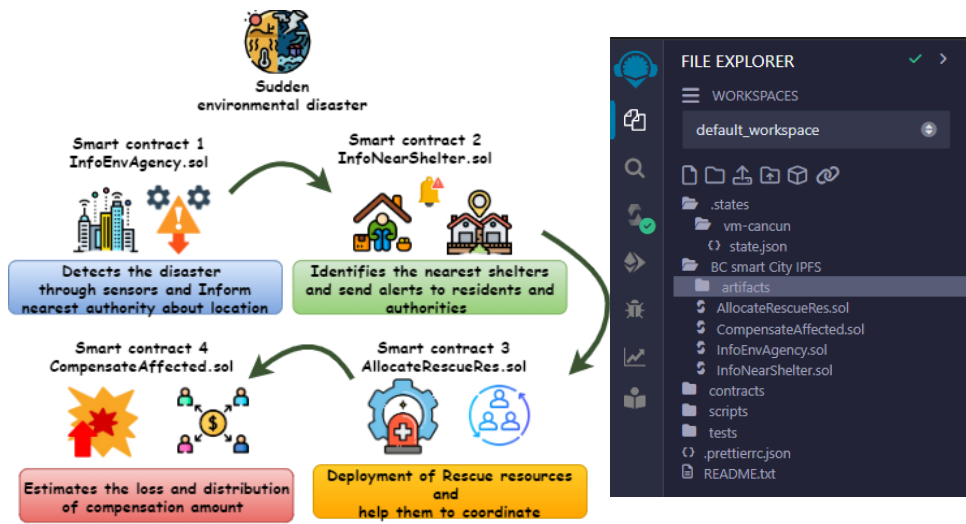 Sudden
environmental disaster
Smart contract 1
InfoEnvAgency.sol
Smart contract 2
InfoNearShelter.sol
Detects the disaster
through sensors and Inform
nearest authority about location
Identifies the nearest shelters
and send alerts to residents and
authorities
Smart contract 4
CompensateAffected.sol
Smart contract 3
AllocateRescueRes.sol
$
Estimates the loss and distribution
of compensation amount
Deployment of Rescue resources
and
help them to coordinate
FILE EXPLORER
WORKSPACES
default_workspace
.states
vm-cancun
{} state.json
BC smart City IPFS
artifacts
AllocateRescueRes.sol
CompensateAffected.sol
InfoEnvAgency.sol
InfoNearShelter.sol
contracts
scripts
tests
{} .prettierrc.json
README.txt